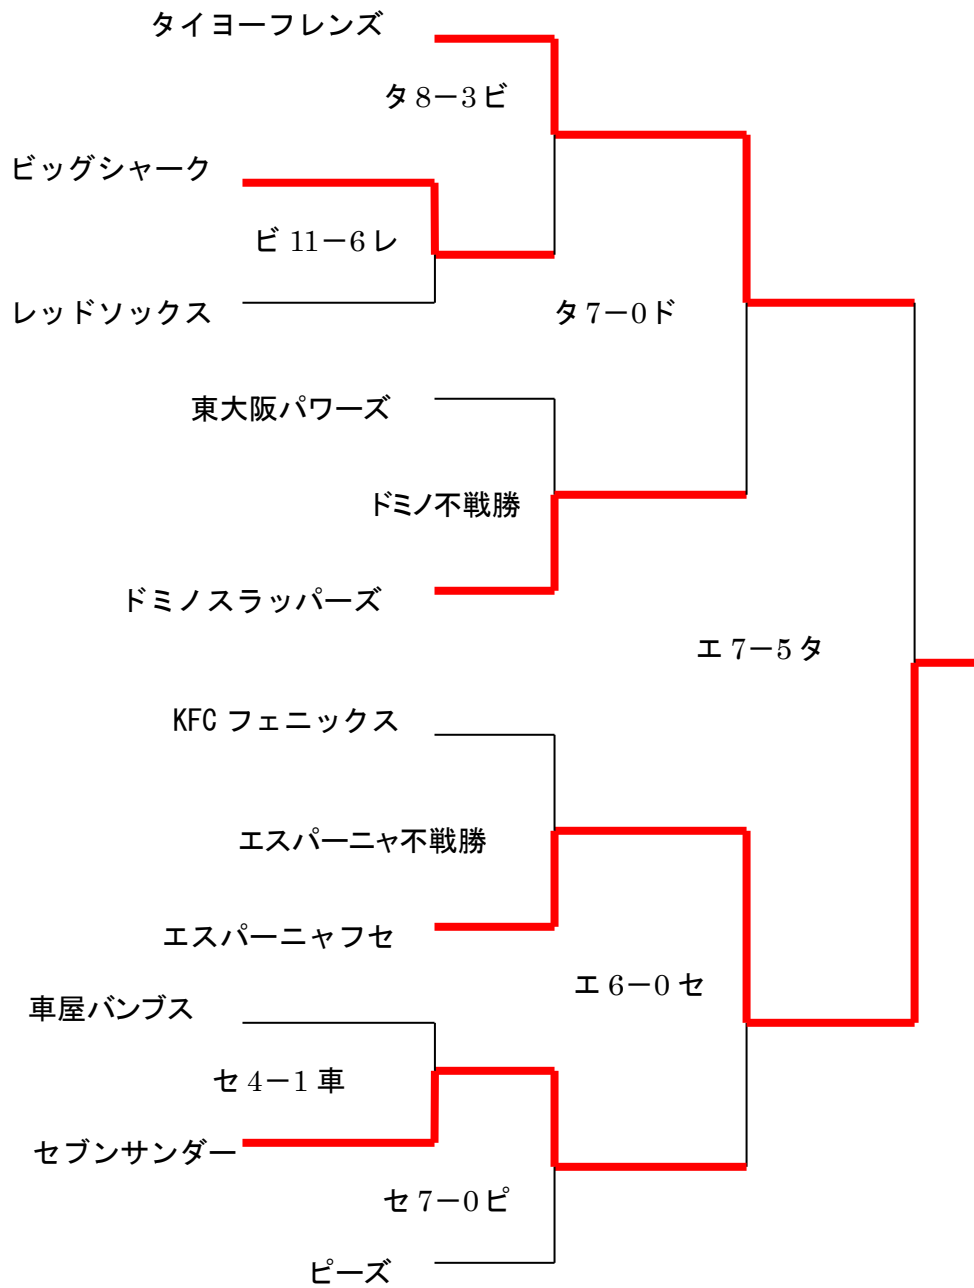 タイヨーフレンズ
タ 8－3 ビ
ビッグシャーク
ビ 11－6 レ
レッドソックス
タ 7－0 ド
東大阪パワーズ
ドミノ不戦勝
ドミノスラッパーズ
エ 7－5 タ
KFC フェニックス
エスパーニャ不戦勝
エスパーニャフセ
エ 6－0 セ
車屋バンブス
セ 4－1 車
セブンサンダー
セ 7－0 ピ
ピーズ